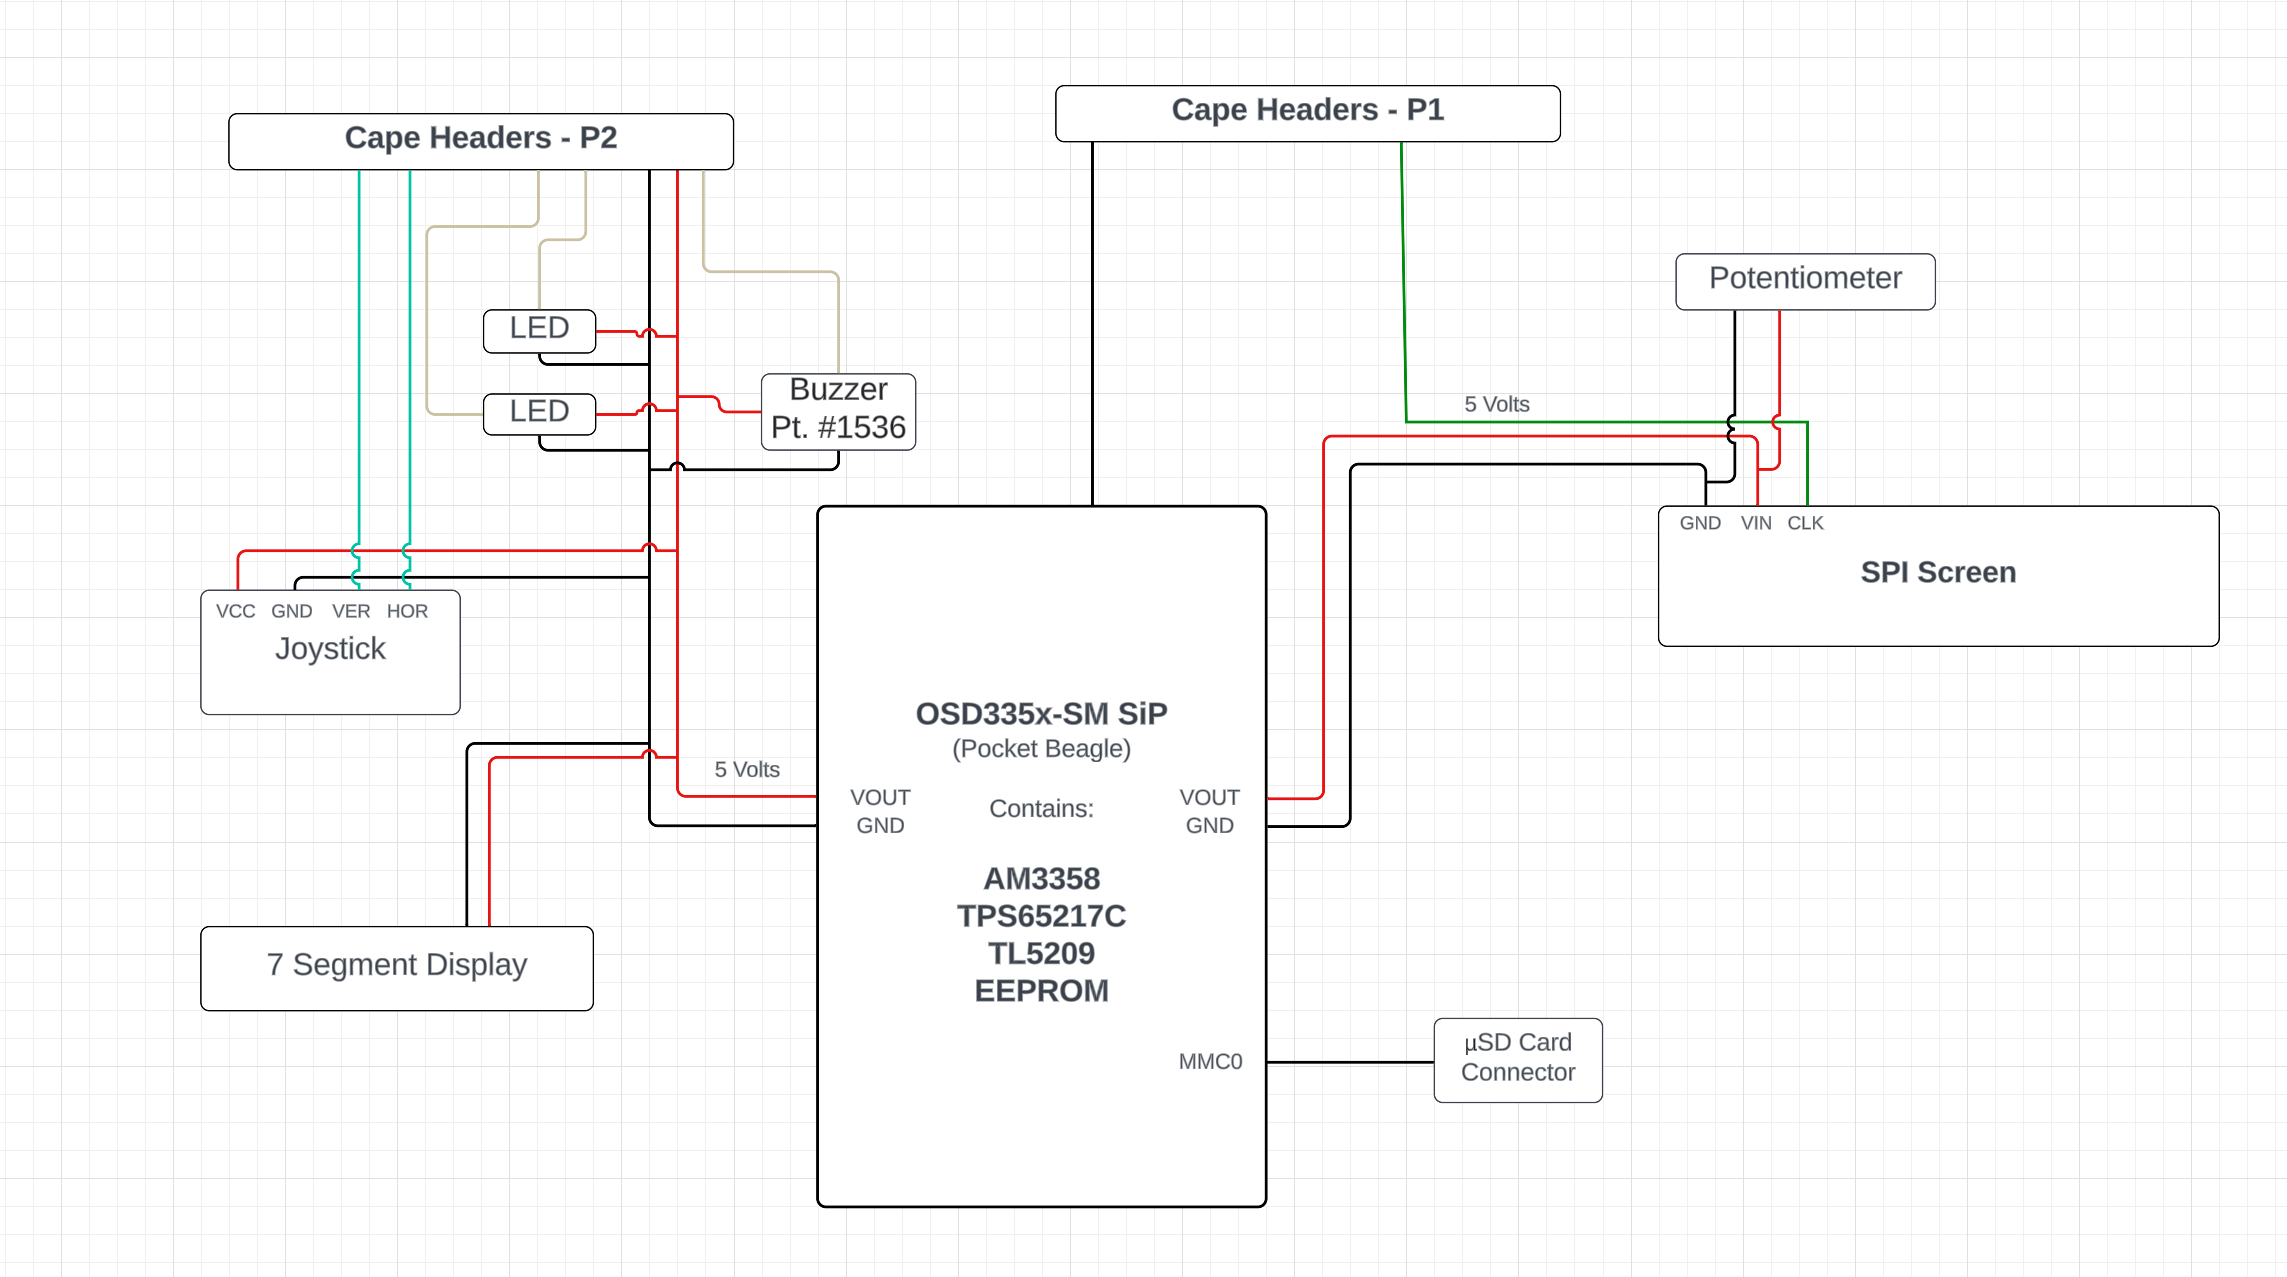 Cape Headers - P1
Cape Headers - P2
Potentiometer
LED
Buzzer
Pt. #1536
LED
5 Volts
GND VIN CLK
SPI Screen
VCC GND VER HOR
Joystick
OSD335x-SM SiP
(Pocket Beagle)
5 Volts
VOUT
GND
Contains:
VOUT
GND
AM3358
TPS65217C
TL5209
EEPROM
7 Segment Display
MMC0
µSD Card
Connector